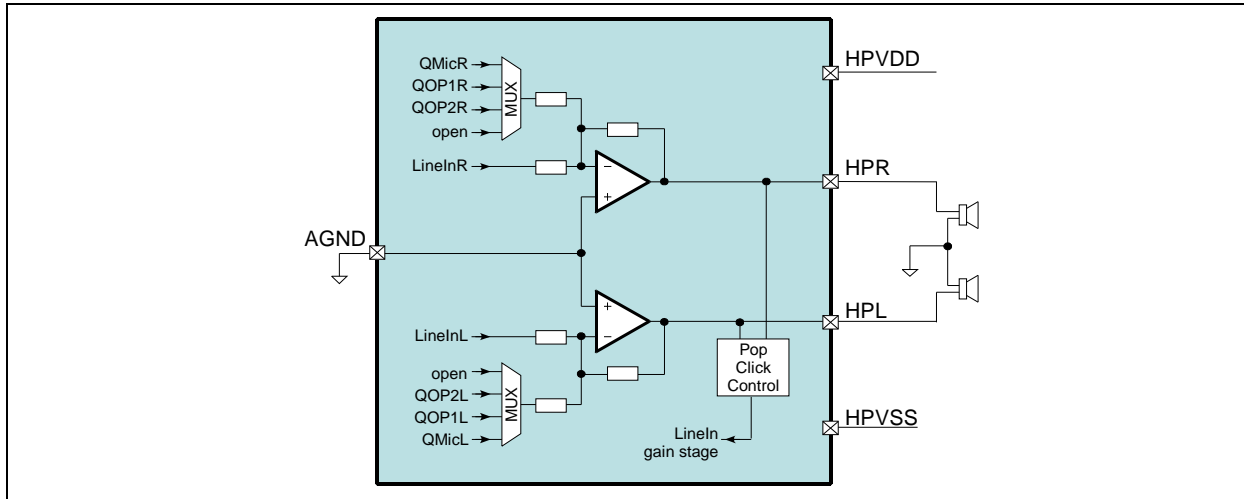 HPVDD
QMicR
QOP1R
QOP2R
open
MUX
LineInR
−
+
HPR
AGND
+
−
HPL
LineInL
Pop
Click
Control
open
QOP2L
QOP1L
QMicL
MUX
HPVSS
LineIn
gain stage